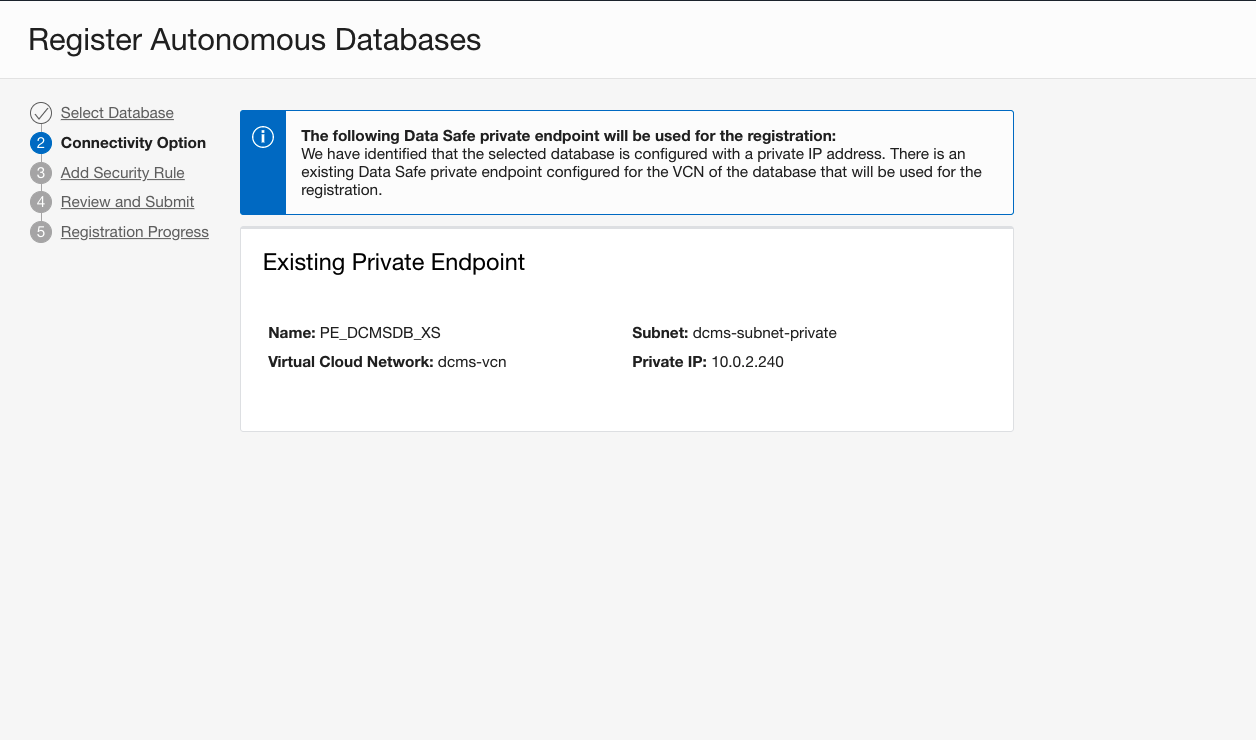 Register Autonomous Databases
Select Database
2 Connectivity Option
3 Add Security Rule
4 Review and Submit
5 Registration Progress
The following Data Safe private endpoint will be used for the registration:
We have identified that the selected database is configured with a private IP address. There is an
existing Data Safe private endpoint configured for the VCN of the database that will be used for the
registration.
Existing Private Endpoint
Name: PE_DCMSDB_XS
Subnet: dcms-subnet-private
Virtual Cloud Network: dcms-vcn
Private IP: 10.0.2.240